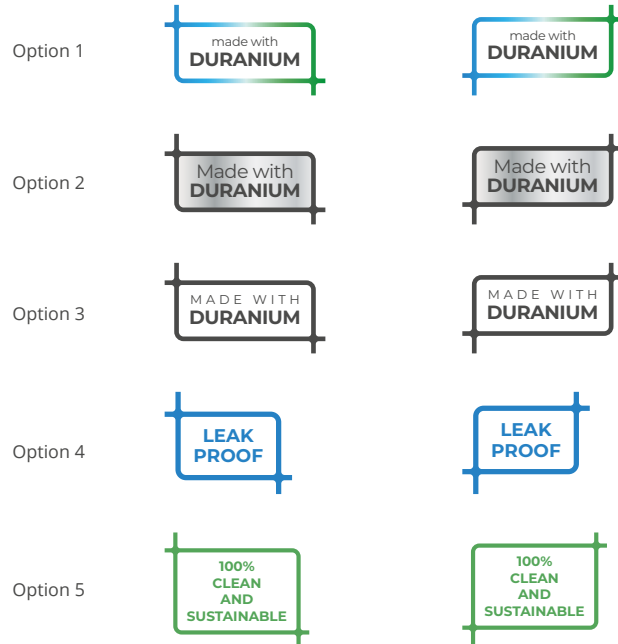 Option 1
made with
DURANIUM
made with
DURANIUM
Option 2
Made with
DURANIUM
Made with
DURANIUM
Option 3
MADE WITH
DURANIUM
MADE WITH
DURANIUM
Option 4
LEAK
PROOF
LEAK
PROOF
Option 5
100%
CLEAN
AND
SUSTAINABLE
100%
CLEAN
AND
SUSTAINABLE